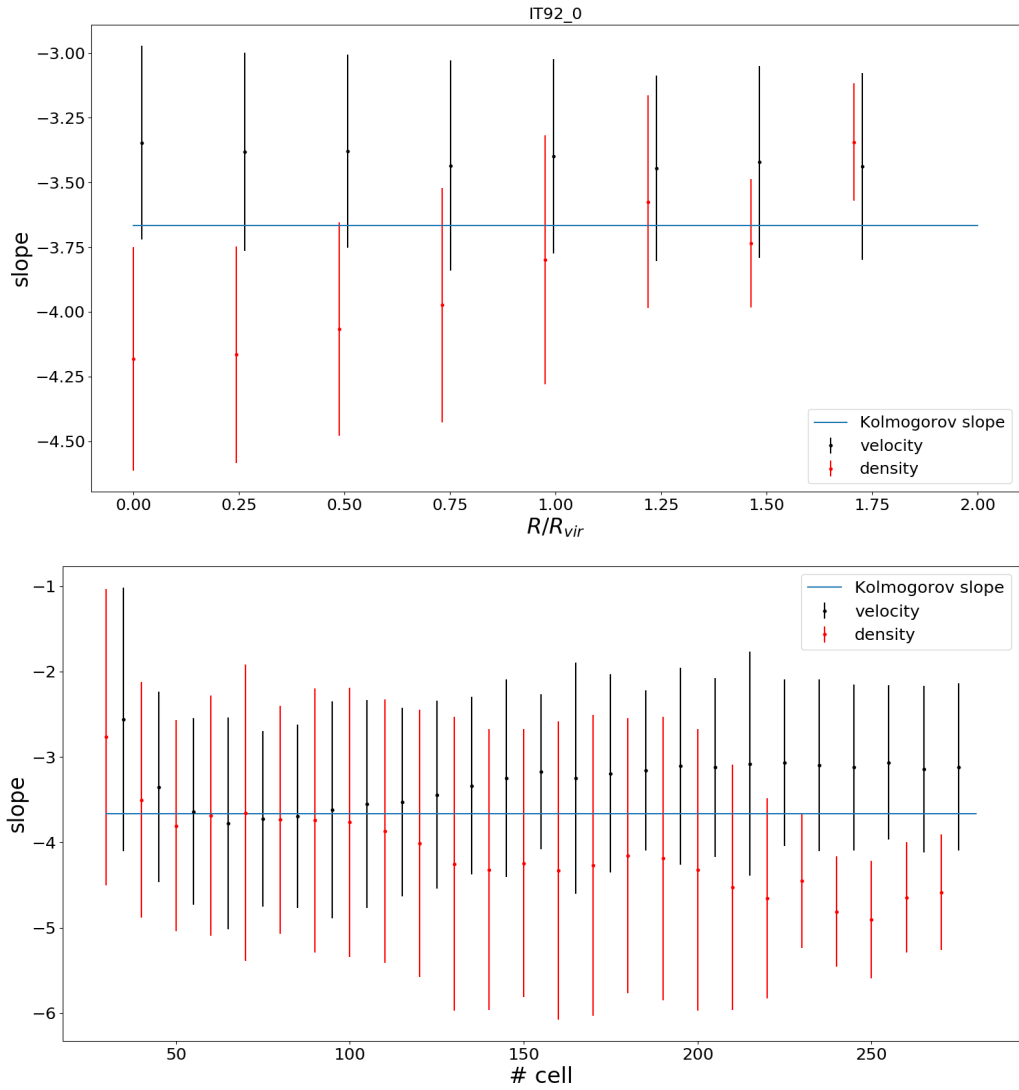 IT92_0
−3.00
−3.25
−3.50
−3.75
−4.00
−4.25
−4.50
slope
Kolmogorov slope
velocity
density
0.00 0.25 0.50 0.75 1.00 1.25 1.50 1.75 2.00
R/R_vir
−1
−2
−3
−4
−5
−6
slope
Kolmogorov slope
velocity
density
50 100 150 200 250
# cell